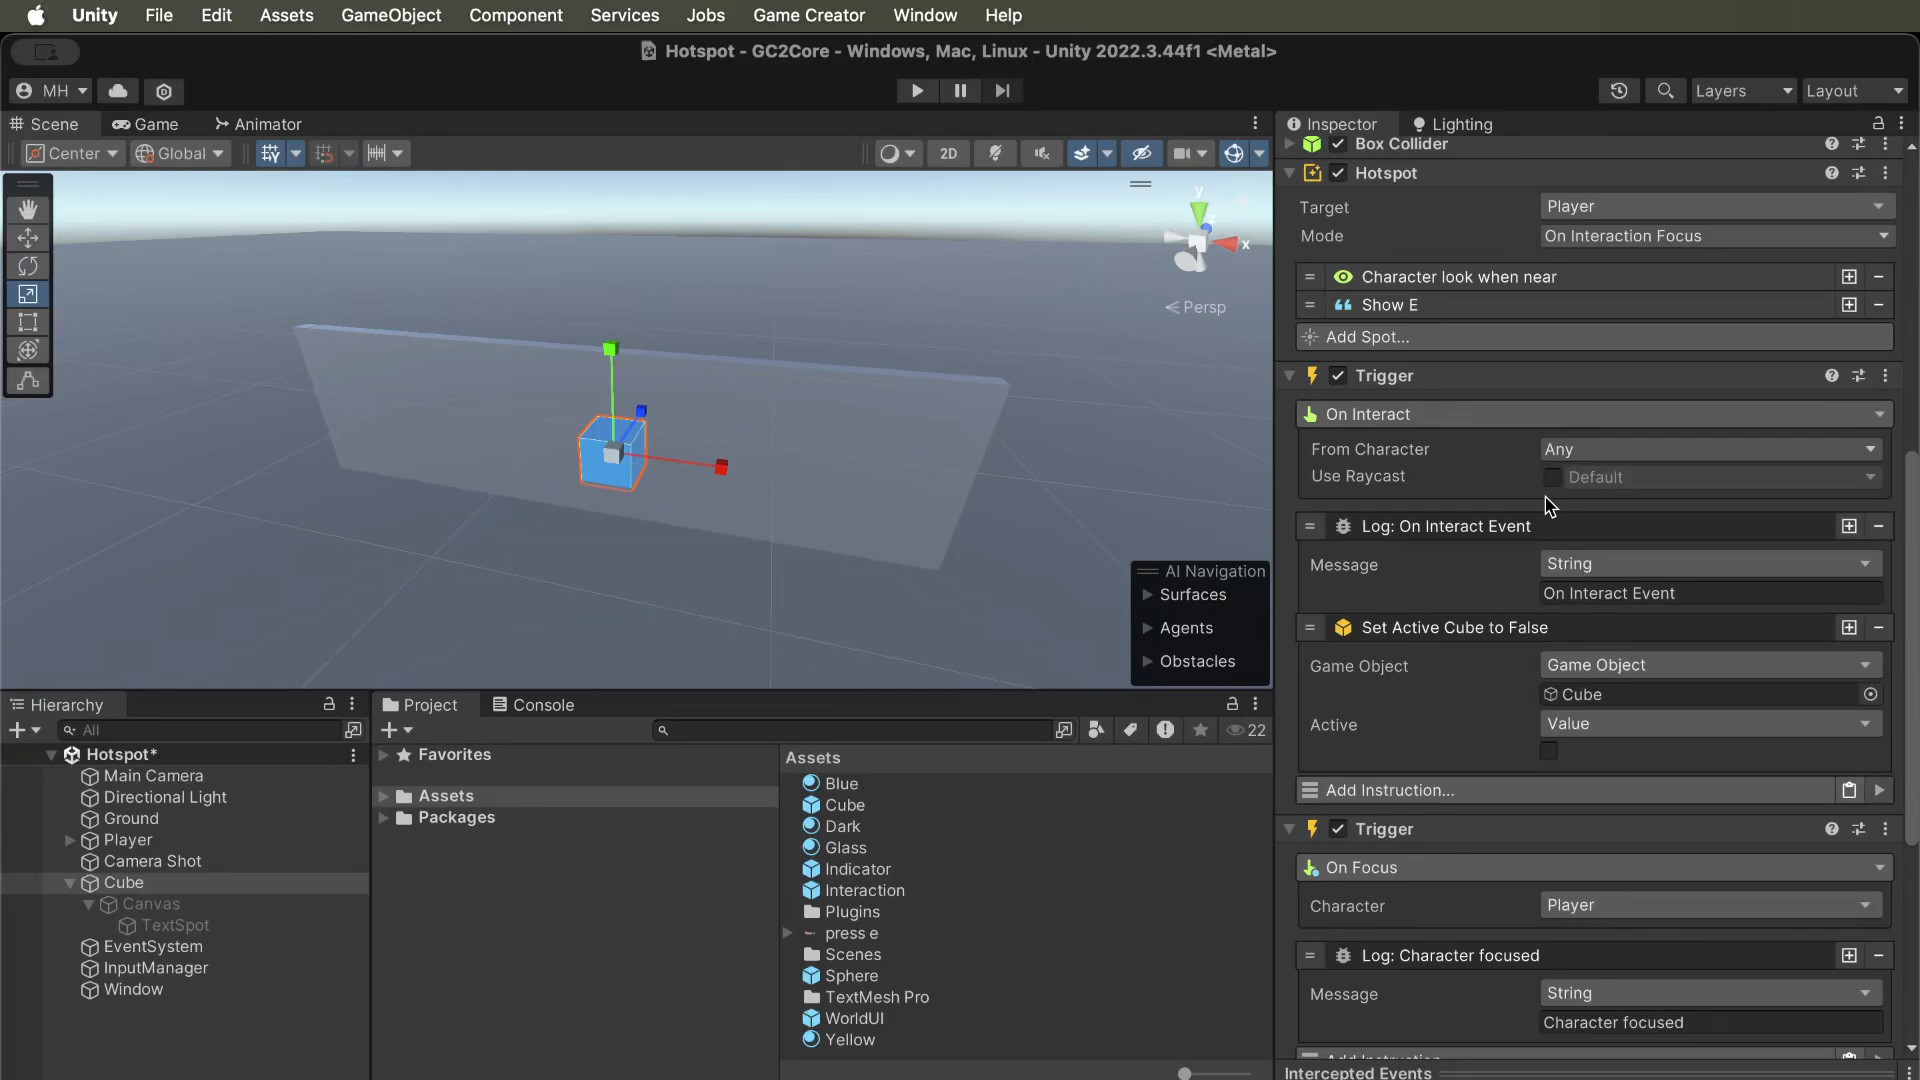 Unity File Edit Assets GameObject Component Services Jobs Game Creator Window Help
Hotspot - GC2Core - Windows, Mac, Linux - Unity 2022.3.44f1 <Metal>
MH Layers Layout
Scene Game Animator
Center Global 2D
y
x
Persp
AI Navigation
Surfaces
Agents
Obstacles
Hierarchy
All
Hotspot*
Main Camera
Directional Light
Ground
Player
Camera Shot
Cube
Canvas
TextSpot
EventSystem
InputManager
Window
Project Console
22
Favorites
Assets
Packages
Assets
Blue
Cube
Dark
Glass
Indicator
Interaction
Plugins
press e
Scenes
Sphere
TextMesh Pro
WorldUI
Yellow
Inspector Lighting
Box Collider
Hotspot
Target Player
Mode On Interaction Focus
Character look when near
Show E
Add Spot...
Trigger
On Interact
From Character Any
Use Raycast Default
Log: On Interact Event
Message String
On Interact Event
Set Active Cube to False
Game Object Game Object
Cube
Active Value
Add Instruction...
Trigger
On Focus
Character Player
Log: Character focused
Message String
Character focused
Add Instruction
Intercepted Events